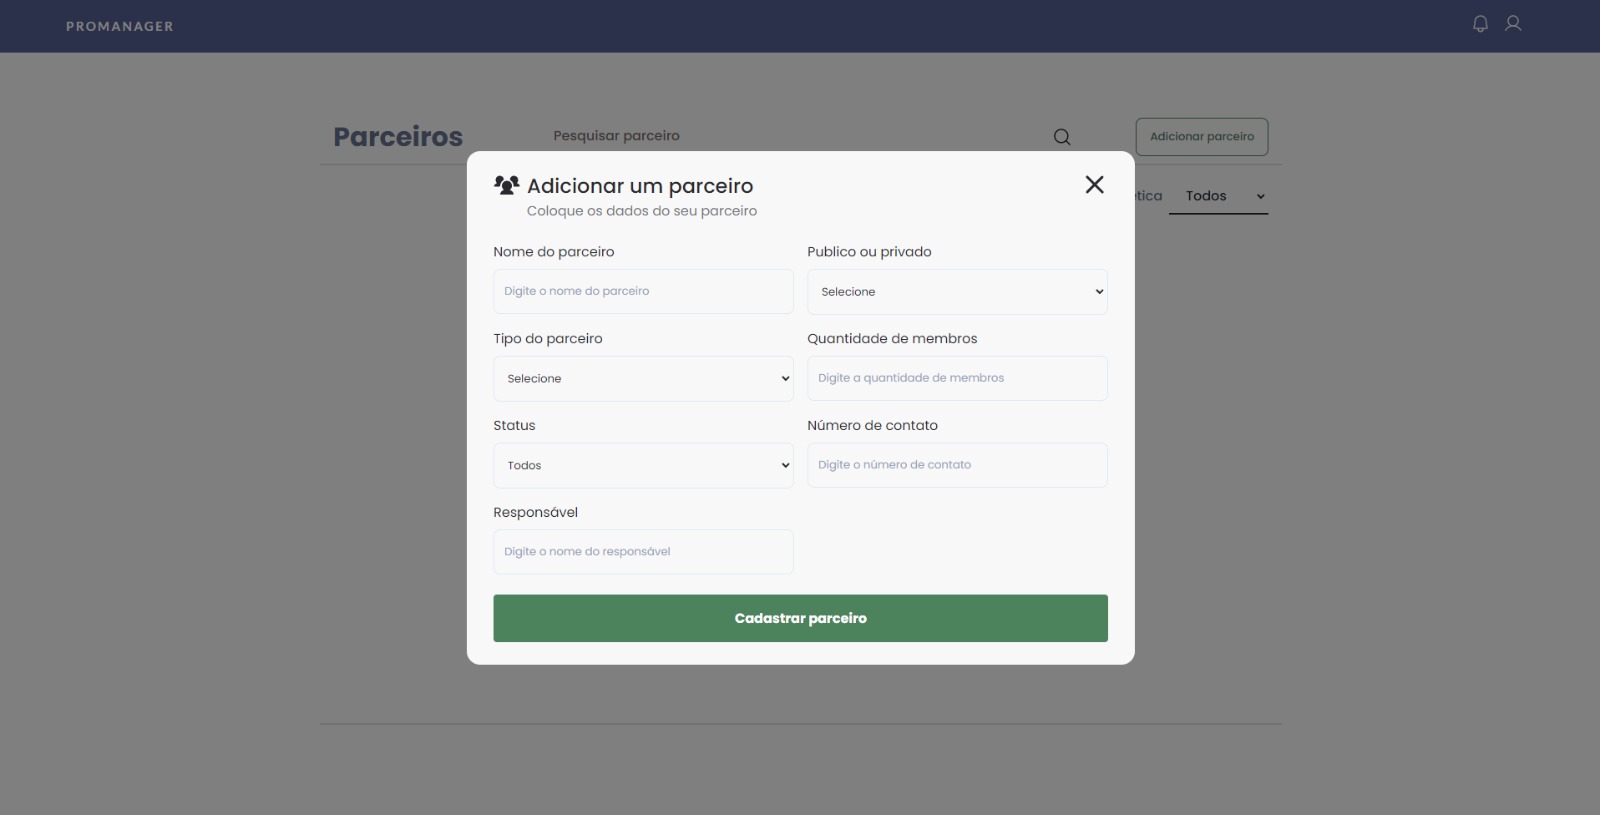 PROMANAGER
Parceiros
Pesquisar parceiro
Adicionar parceiro
Todos
Adicionar um parceiro
Coloque os dados do seu parceiro
Nome do parceiro
Publico ou privado
Digite o nome do parceiro
Selecione
Tipo do parceiro
Quantidade de membros
Selecione
Digite a quantidade de membros
Status
Número de contato
Todos
Digite o número de contato
Responsável
Digite o nome do responsável
Cadastrar parceiro